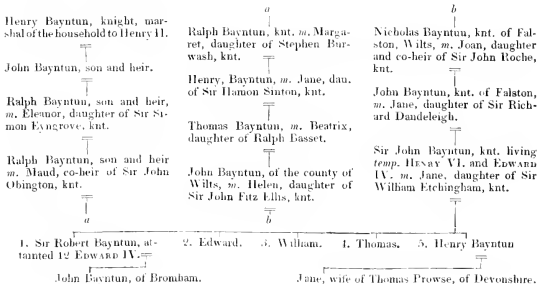 Henry Bayntun, knight, mar-
shal of the household to Henry II.
John Bayntun, son and heir.
Ralph Bayntun, son and heir,
m. Eleanor, daughter of Sir Si-
mon Eyngrove, knt.
Ralph Bayntun, son and heir
m. Maud, co-heir of Sir John
Obington, knt.
a
a
Ralph Bayntun, knt. m. Marga-
ret, daughter of Stephen Bur-
wash, knt.
Henry, Bayntun, m. Jane, dau.
of Sir Hamon Sinton, knt.
Thomas Bayntun, m. Beatrix,
daughter of Ralph Basset.
John Bayntun, of the county of
Wilts, m. Helen, daughter of
Sir John Fitz Ellis, knt.
b
b
Nicholas Bayntun, knt. of Fal-
ston, Wilts, m. Joan, daughter
and co-heir of Sir John Roche,
knt.
John Bayntun, knt. of Falston,
m. Jane, daughter of Sir Rich-
ard Dandeleigh.
Sir John Bayntun, knt. living
temp. HENRY VI. and EDWARD
IV. m. Jane, daughter of Sir
William Etchingham, knt.
1. Sir Robert Bayntun, at- 2. Edward. 3. William. 4. Thomas. 5. Henry Bayntun
tainted 12 EDWARD IV.
John Bayntun, of Bromham. Jane, wife of Thomas Prowse, of Devonshire.